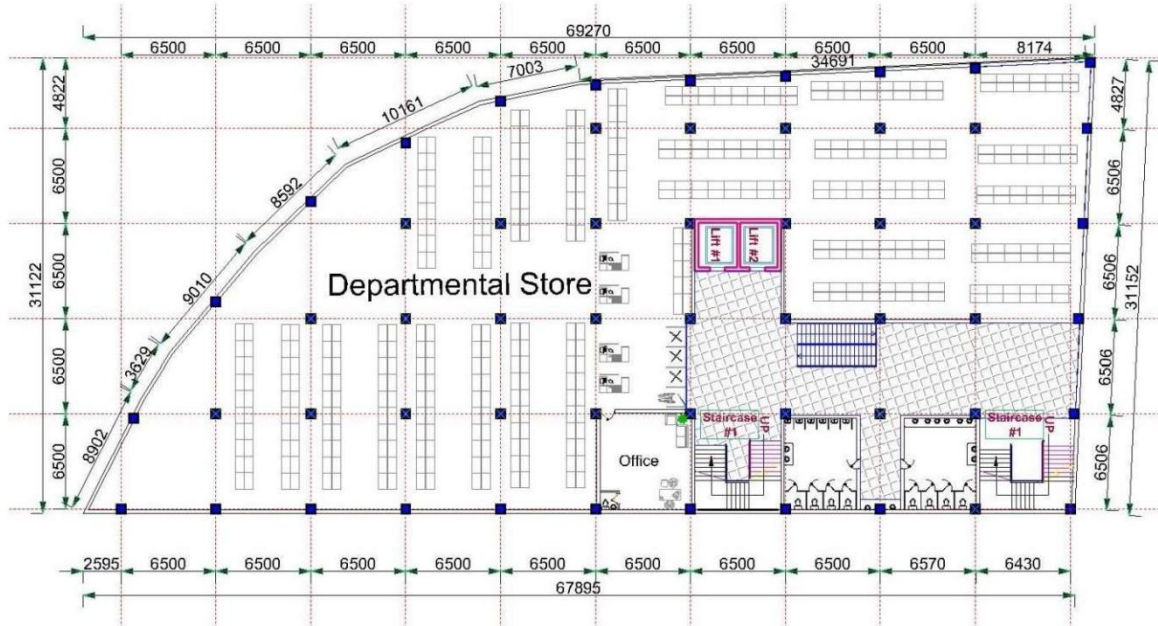 69270
6500 6500 6500 6500 6500 6500 6500 6500 6500 8174
7003
34691
10161
8592
9010
3629
8902
4822
6500
6500
6500
6500
31122
4827
6506
6506
6506
6506
31152
Lift #1
Lift #2
Departmental Store
Office
Staircase
#1
UP
Staircase
#1
UP
2595 6500 6500 6500 6500 6500 6500 6500 6500 6570 6430
67895